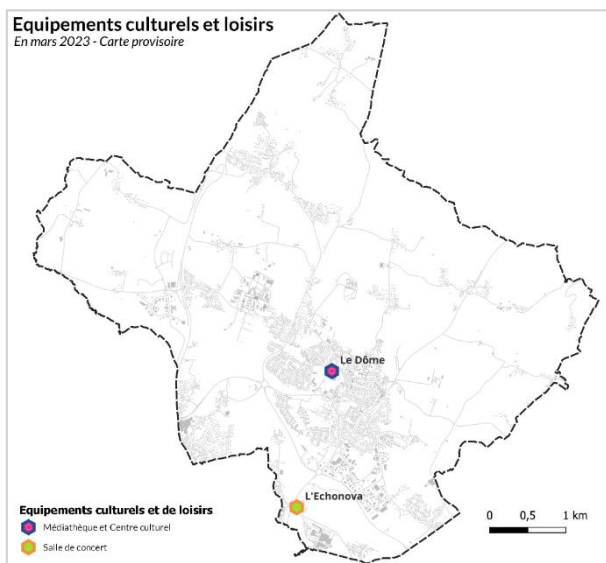 Equipements culturels et loisirs
En mars 2023 - Carte provisoire
Le Dôme
L'Echonova
Equipements culturels et de loisirs
Médiathèque et Centre culturel
Salle de concert
0 0,5 1 km